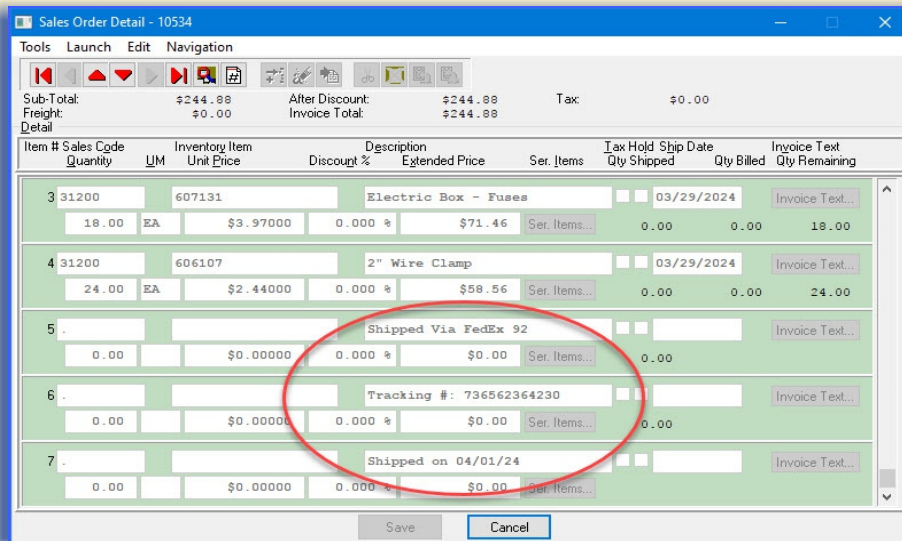 Sales Order Detail - 10534
Tools Launch Edit Navigation
Sub-Total: $244.88 After Discount: $244.88 Tax: $0.00
Freight: $0.00 Invoice Total: $244.88
Detail
Item # Sales Code Inventory Item Description Tax Hold Ship Date Invoice Text
Quantity UM Unit Price Discount % Extended Price Ser. Items Qty Shipped Qty Billed Qty Remaining
3 31200 607131 Electric Box - Fuses 03/29/2024 Invoice Text...
18.00 EA $3.97000 0.000 % $71.46 Ser. Items... 0.00 0.00 18.00
4 31200 606107 2" Wire Clamp 03/29/2024 Invoice Text...
24.00 EA $2.44000 0.000 % $58.56 Ser. Items... 0.00 0.00 24.00
5 . Shipped Via FedEx 92 Invoice Text...
0.00 $0.00000 0.000 % $0.00 Ser. Items... 0.00
6 . Tracking #: 736562364230 Invoice Text...
0.00 $0.00000 0.000 % $0.00 Ser. Items... 0.00
7 . Shipped on 04/01/24 Invoice Text...
0.00 $0.00000 0.000 % $0.00 Ser. Items...
Save Cancel